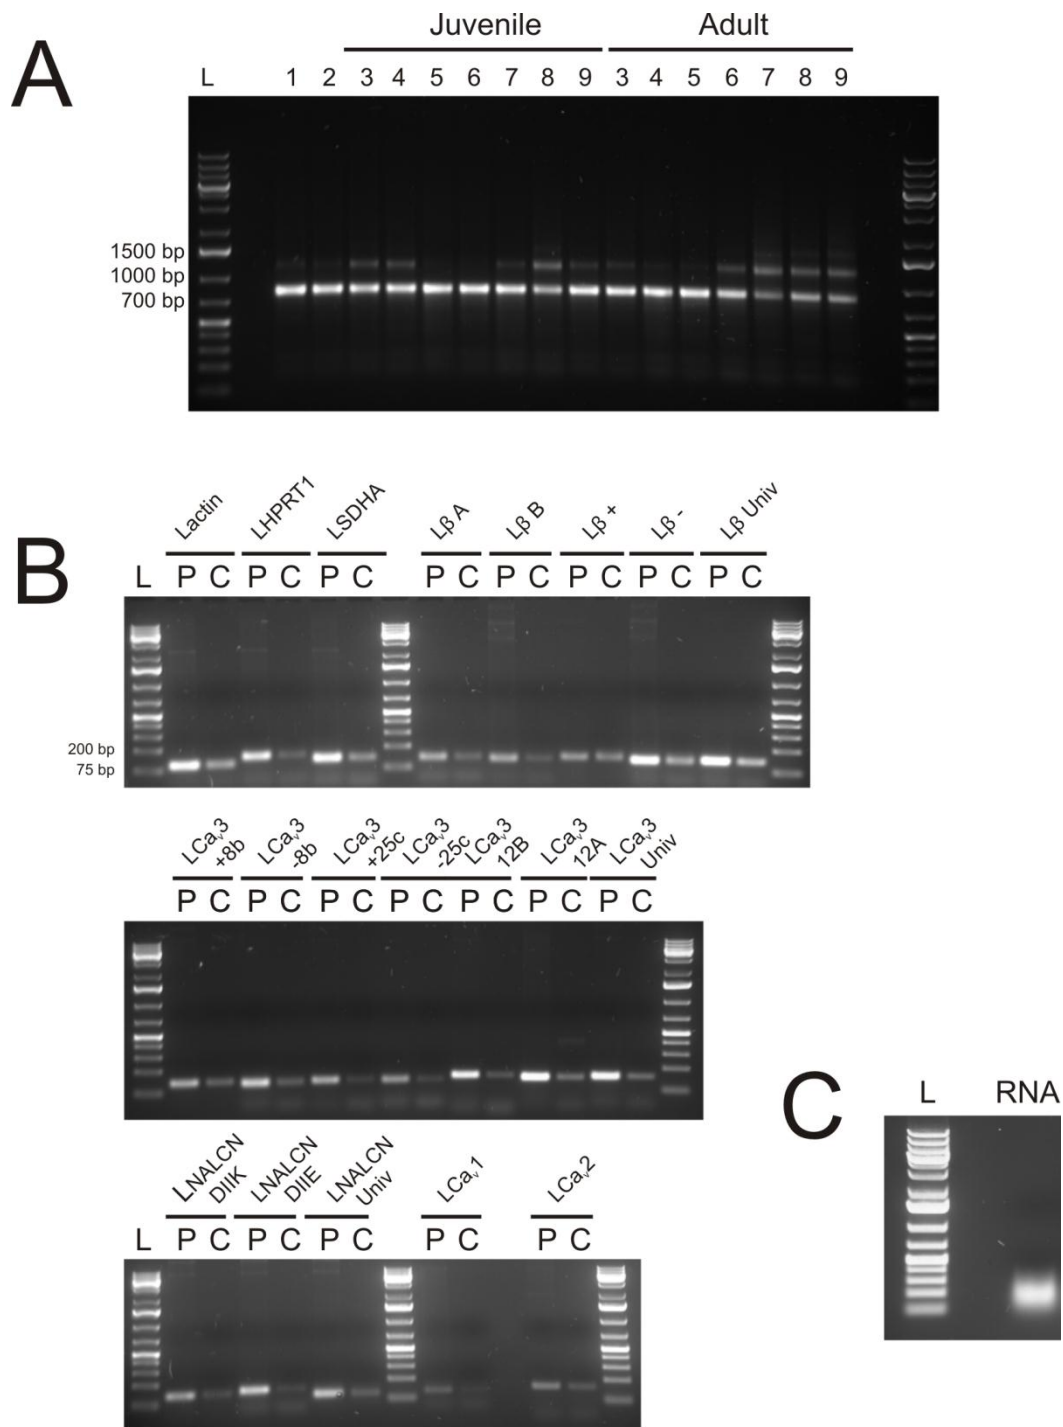 A
Juvenile Adult
L 1 2 3 4 5 6 7 8 9 3 4 5 6 7 8 9
1500 bp
1000 bp
700 bp
B
Lactin LHPRT1 LSDHA Lβ A Lβ B Lβ + Lβ - Lβ Univ
L P C P C P C P C P C P C P C P C
200 bp
75 bp
LCaᵥ3 +8b LCaᵥ3 -8b LCaᵥ3 +25c LCaᵥ3 -25c LCaᵥ3 12B LCaᵥ3 12A LCaᵥ3 Univ
P C P C P C P C P C P C P C
C
L RNA
LNALCN DIIK LNALCN DIIE LNALCN Univ LCaᵥ1 LCaᵥ2
L P C P C P C P C P C